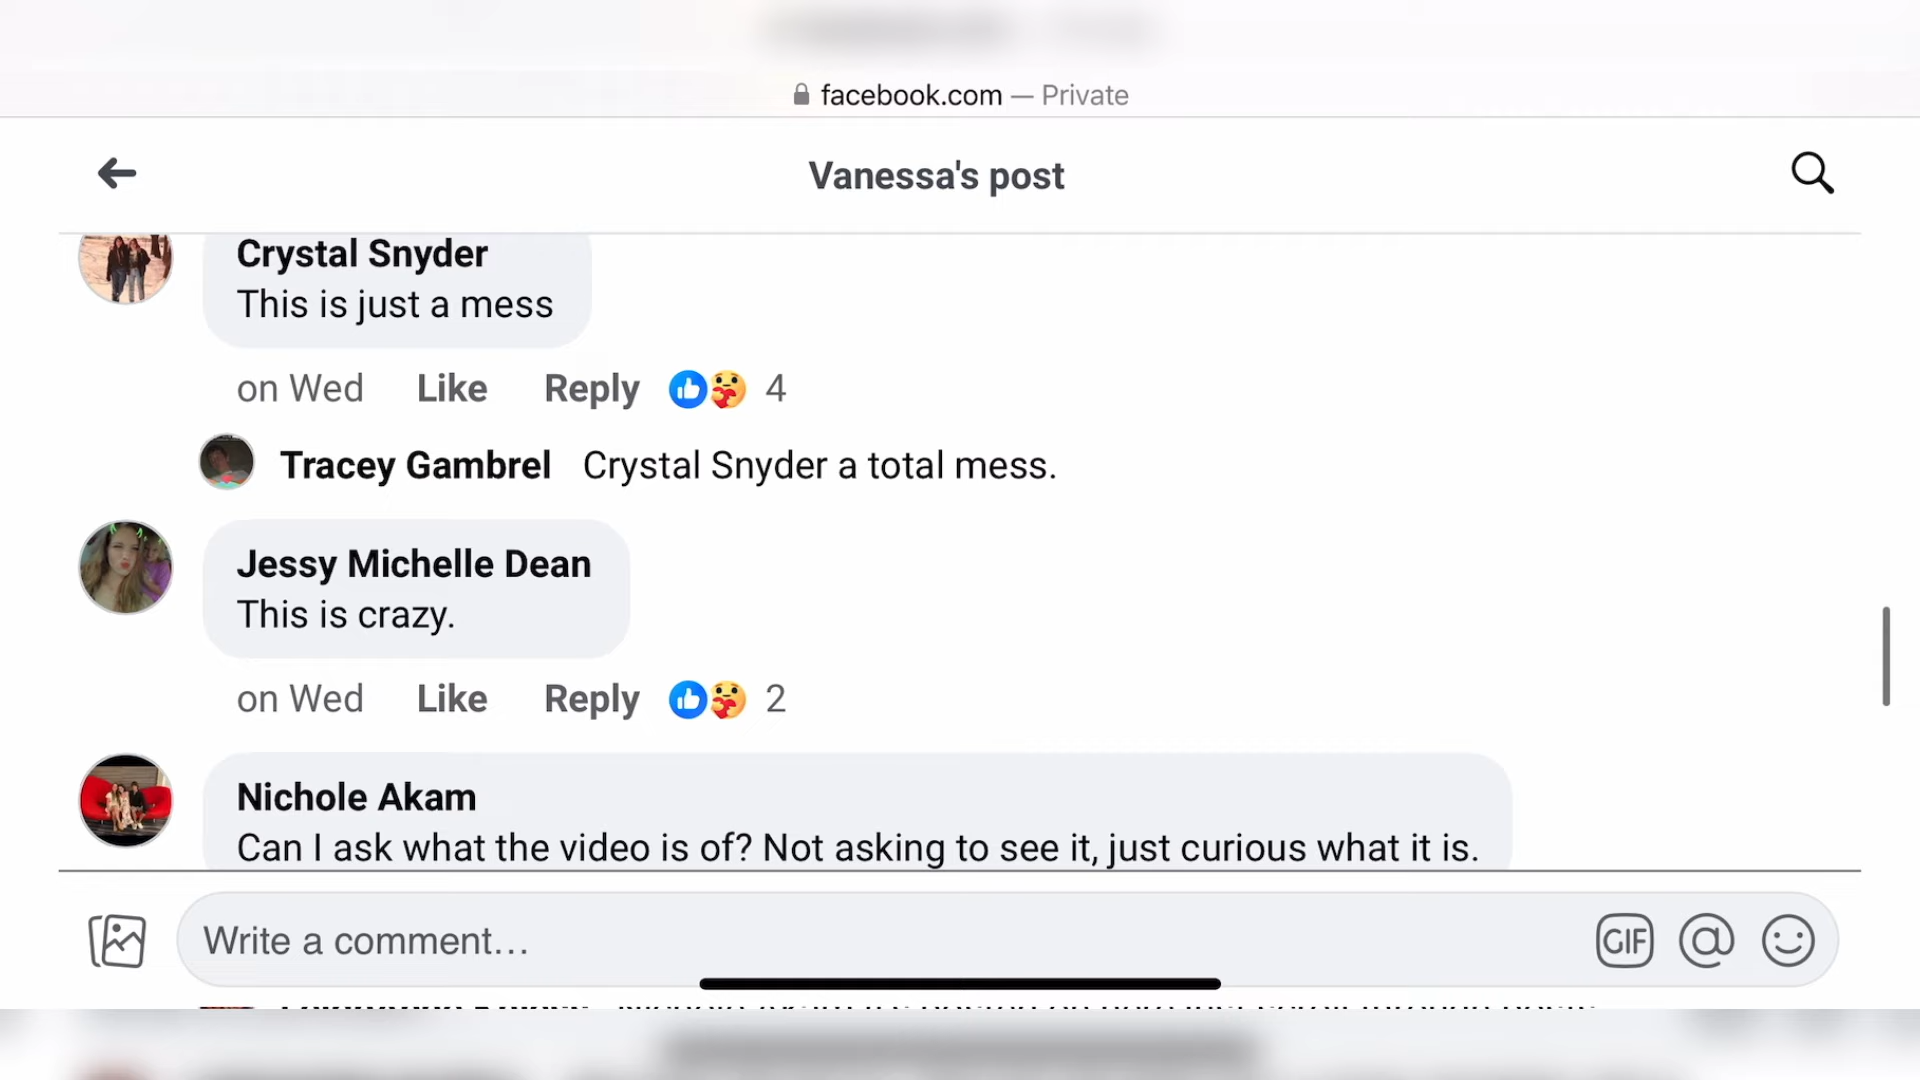 facebook.com — Private
Vanessa's post
Crystal Snyder
This is just a mess
on Wed Like Reply 4
Tracey Gambrel Crystal Snyder a total mess.
Jessy Michelle Dean
This is crazy.
on Wed Like Reply 2
Nichole Akam
Can I ask what the video is of? Not asking to see it, just curious what it is.
Write a comment...
GIF @